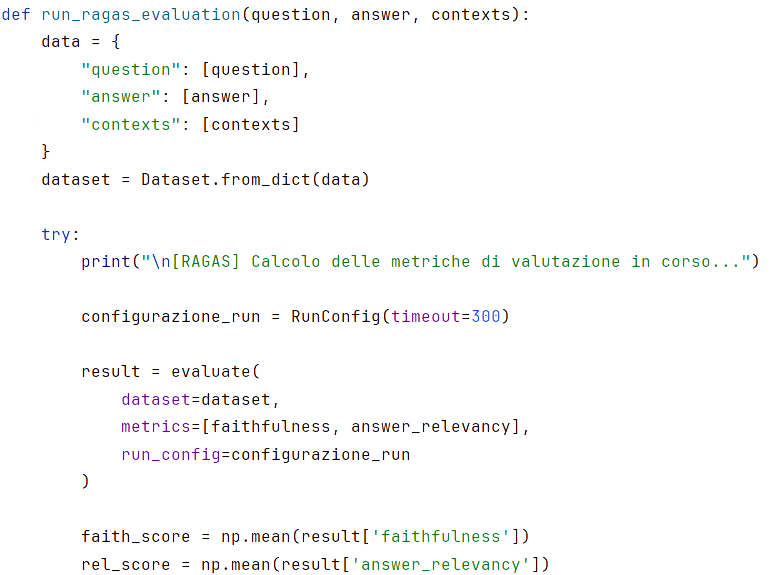 def run_ragas_evaluation(question, answer, contexts):
    data = {
        "question": [question],
        "answer": [answer],
        "contexts": [contexts]
    }
    dataset = Dataset.from_dict(data)

    try:
        print("\n[RAGAS] Calcolo delle metriche di valutazione in corso...")

        configurazione_run = RunConfig(timeout=300)

        result = evaluate(
            dataset=dataset,
            metrics=[faithfulness, answer_relevancy],
            run_config=configurazione_run
        )

        faith_score = np.mean(result['faithfulness'])
        rel_score = np.mean(result['answer_relevancy'])